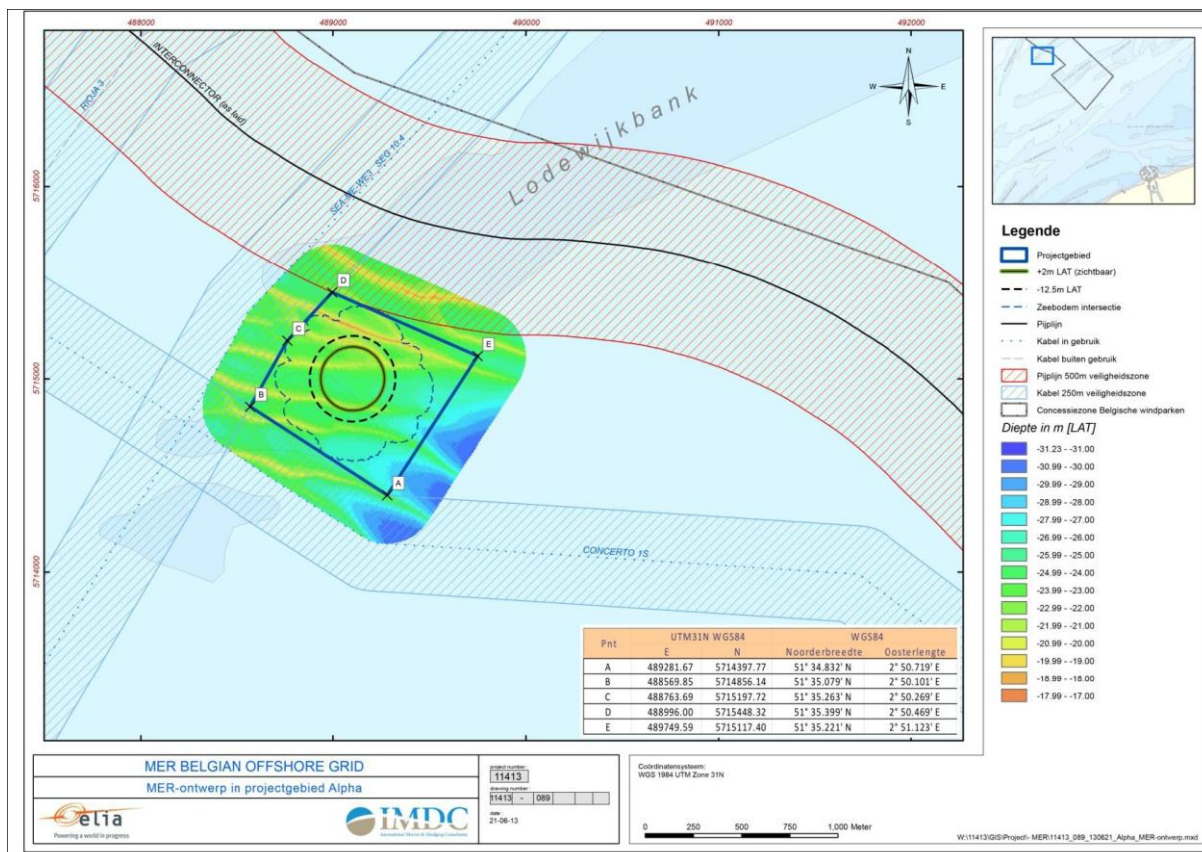 488000 489000 490000 491000 492000
5716000
5715000
5714000
RIOJA 3
INTERCONNECTOR (as laid)
SEA-ME-WE3 SEG 10.4
Lodewijkbank
N
W E
S
D
C
E
B
A
CONCERTO 1S
Pnt UTM31N WGS84 WGS84
E N Noorderbreedte Oosterlengte
A 489281.67 5714397.77 51° 34.832' N 2° 50.719' E
B 488569.85 5714856.14 51° 35.079' N 2° 50.101' E
C 488763.69 5715197.72 51° 35.263' N 2° 50.269' E
D 488996.00 5715448.32 51° 35.399' N 2° 50.469' E
E 489749.59 5715117.40 51° 35.221' N 2° 51.123' E
Legende
Projectgebied
+2m LAT (zichtbaar)
-12.5m LAT
Zeebodem intersectie
Pijplijn
Kabel in gebruik
Kabel buiten gebruik
Pijplijn 500m veiligheidszone
Kabel 250m veiligheidszone
Concessiezone Belgische windparken
Diepte in m [LAT]
-31.23 - -31.00
-30.99 - -30.00
-29.99 - -29.00
-28.99 - -28.00
-27.99 - -27.00
-26.99 - -26.00
-25.99 - -25.00
-24.99 - -24.00
-23.99 - -23.00
-22.99 - -22.00
-21.99 - -21.00
-20.99 - -20.00
-19.99 - -19.00
-18.99 - -18.00
-17.99 - -17.00
MER BELGIAN OFFSHORE GRID
MER-ontwerp in projectgebied Alpha
elia
Powering a world in progress
IMDC
International Marine & Dredging Consultants
project number :
11413
drawing number :
11413 - 089
date :
21-06-13
Coördinatensysteem:
WGS 1984 UTM Zone 31N
0 250 500 750 1,000 Meter
W:\11413\GIS\Project\- MER\11413_089_130621_Alpha_MER-ontwerp.mxd